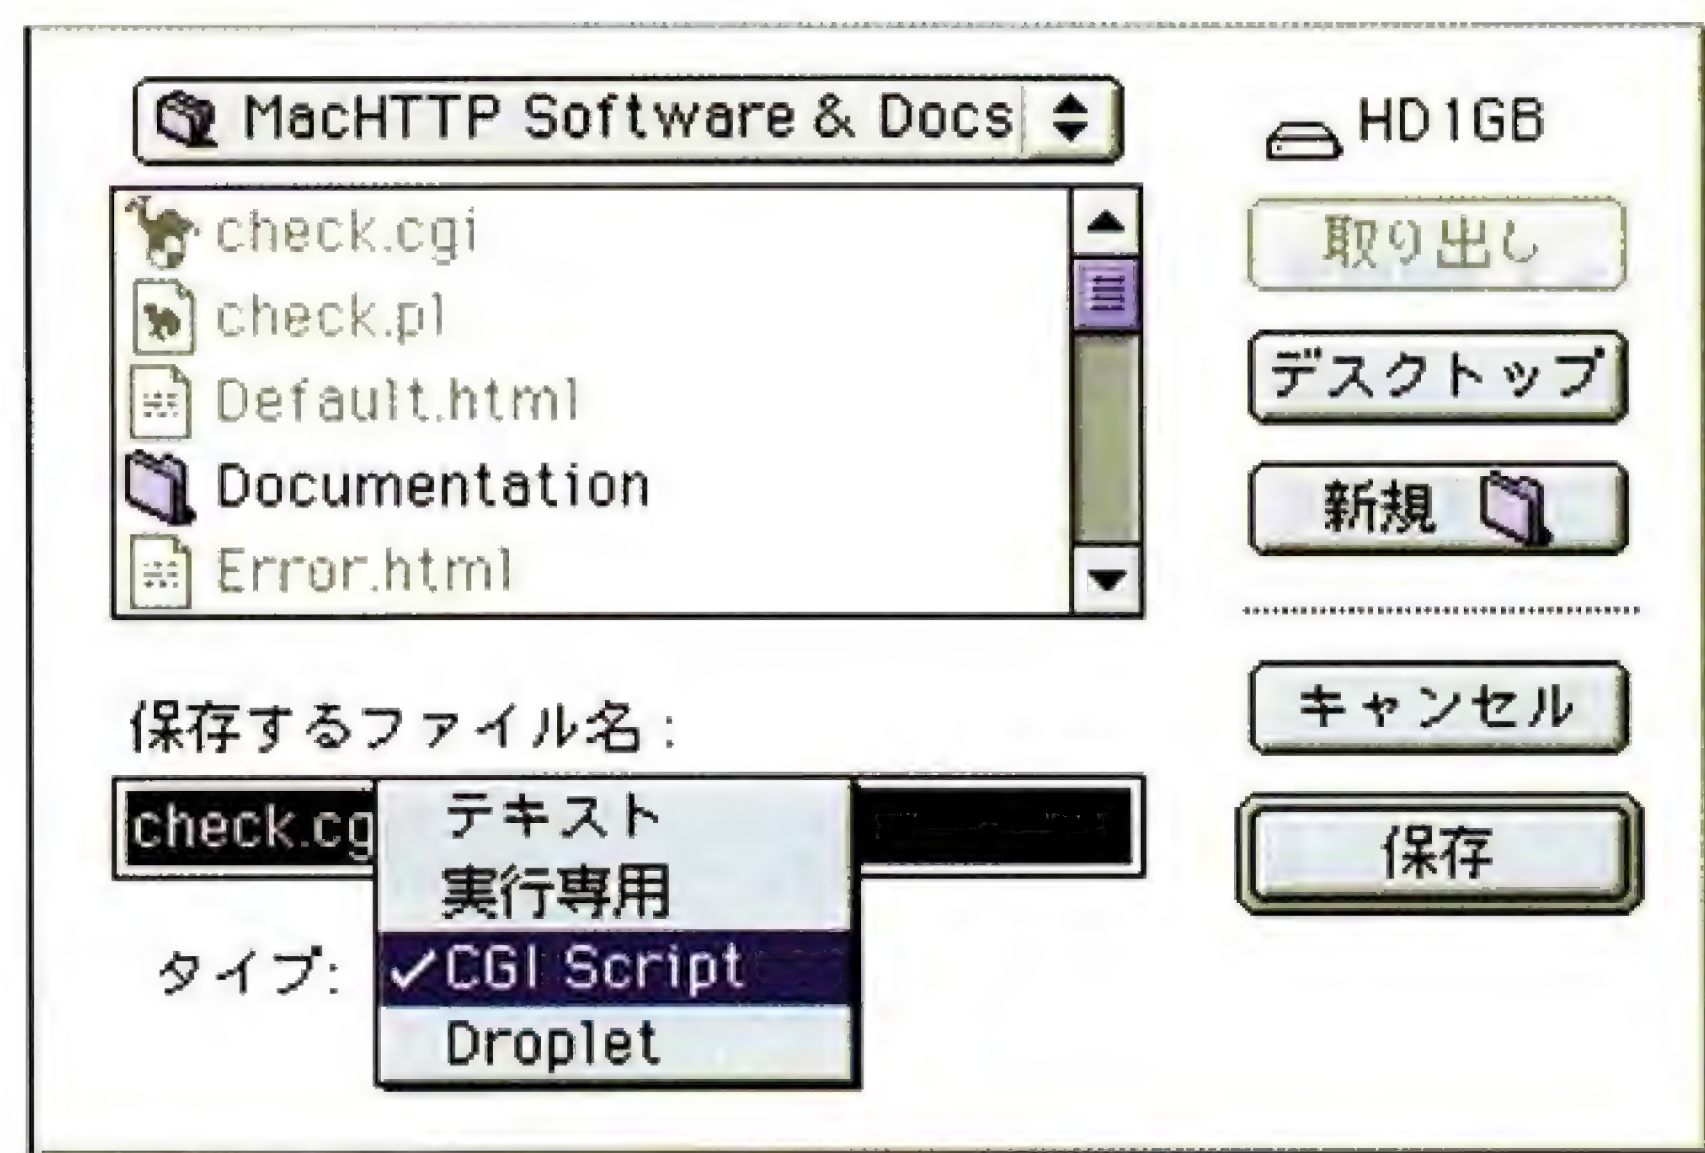 MacHTTP Software & Docs
HD1GB
check.cgi
check.pl
Default.html
Documentation
Error.html
取り出し
デスクトップ
新規
保存するファイル名:
check.cg
タイプ:
テキスト
実行専用
✓CGI Script
Droplet
キャンセル
保存